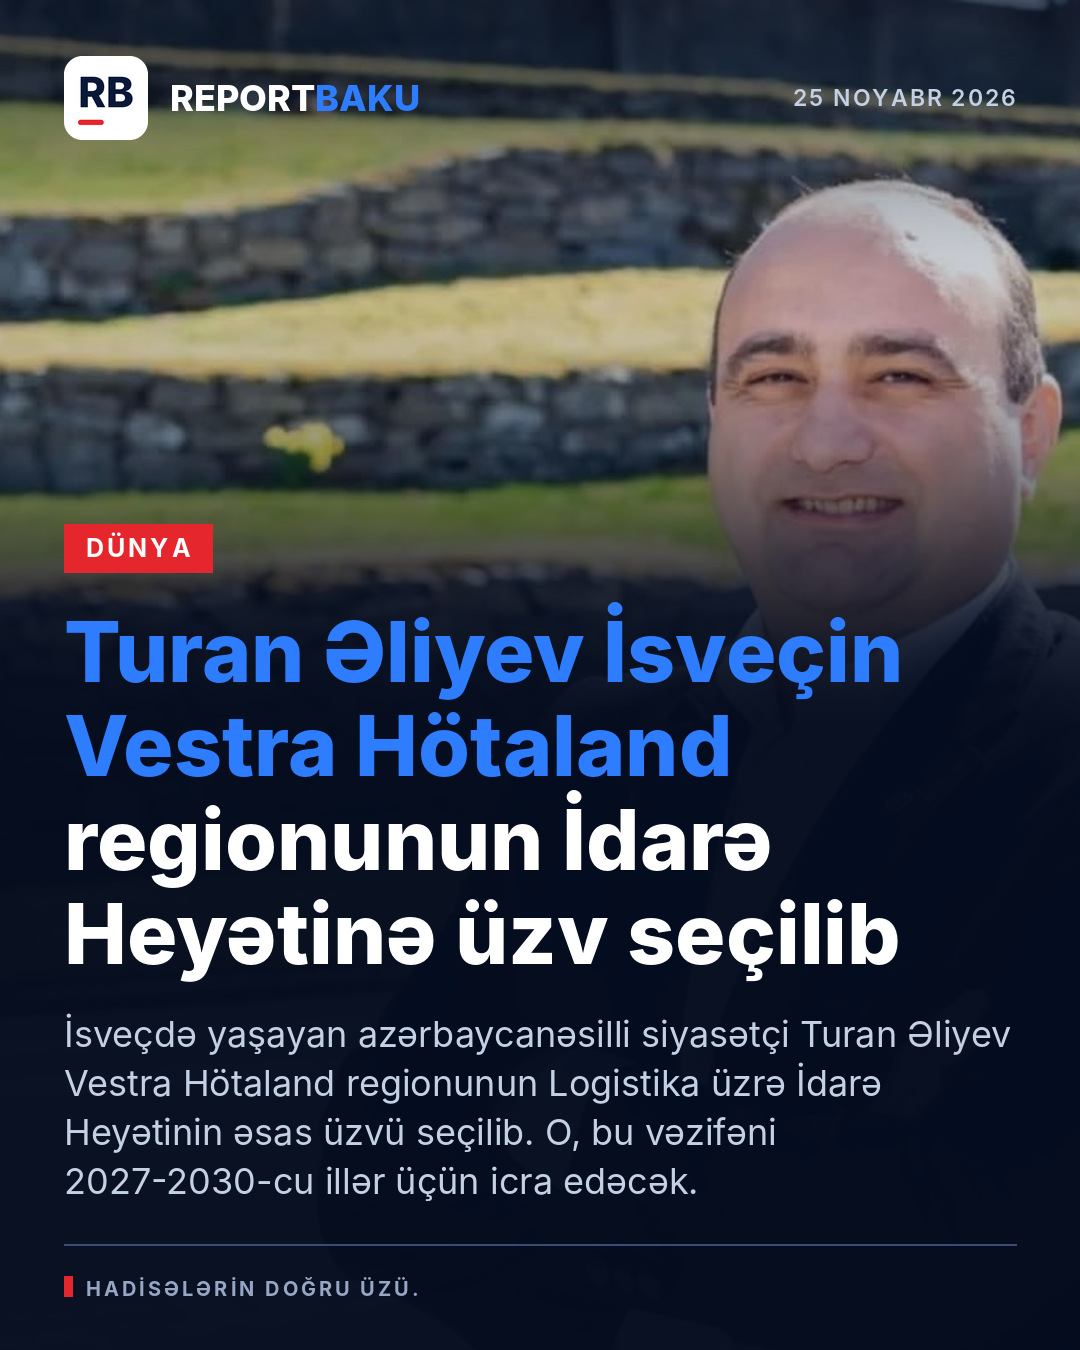 RB
REPORTBAKU
25 NOYABR 2026
DÜNYA
Turan Əliyev İsveçin
Vestra Hötaland
regionunun İdarə
Heyətinə üzv seçilib
İsveçdə yaşayan azərbaycanəsilli siyasətçi Turan Əliyev
Vestra Hötaland regionunun Logistika üzrə İdarə
Heyətinin əsas üzvü seçilib. O, bu vəzifəni
2027-2030-cu illər üçün icra edəcək.
HADİSƏLƏRİN DOĞRU ÜZÜ.